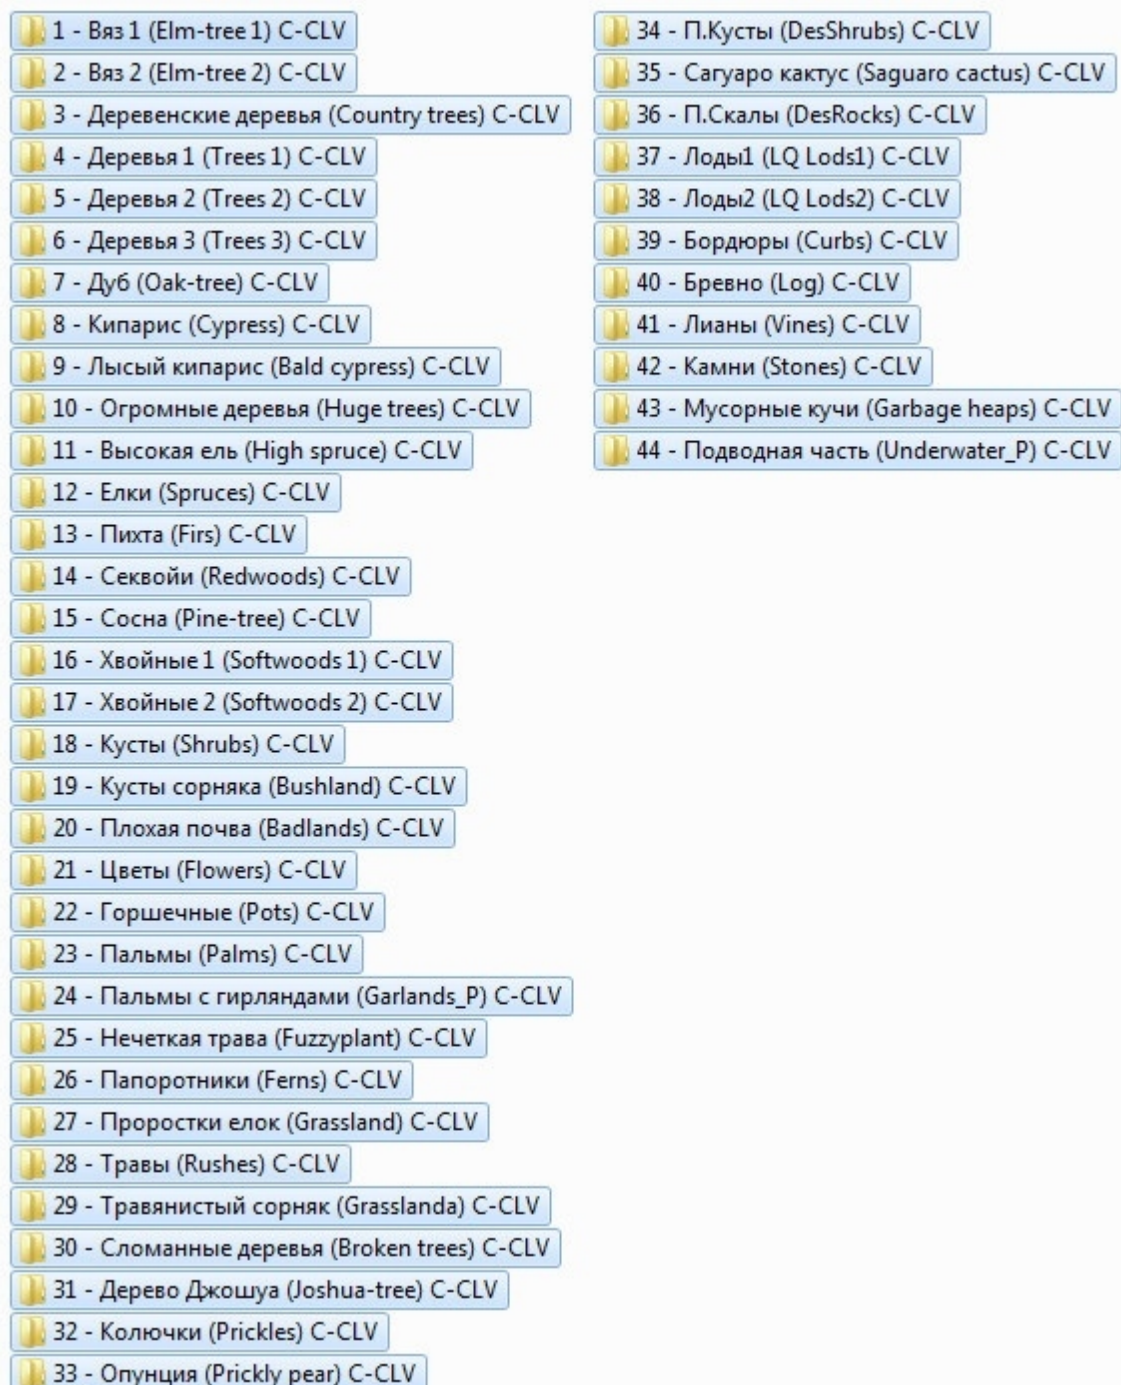 1 - Вяз 1 (Elm-tree 1) C-CLV
2 - Вяз 2 (Elm-tree 2) C-CLV
3 - Деревенские деревья (Country trees) C-CLV
4 - Деревья 1 (Trees 1) C-CLV
5 - Деревья 2 (Trees 2) C-CLV
6 - Деревья 3 (Trees 3) C-CLV
7 - Дуб (Oak-tree) C-CLV
8 - Кипарис (Cypress) C-CLV
9 - Лысый кипарис (Bald cypress) C-CLV
10 - Огромные деревья (Huge trees) C-CLV
11 - Высокая ель (High spruce) C-CLV
12 - Елки (Spruces) C-CLV
13 - Пихта (Firs) C-CLV
14 - Секвойи (Redwoods) C-CLV
15 - Сосна (Pine-tree) C-CLV
16 - Хвойные 1 (Softwoods 1) C-CLV
17 - Хвойные 2 (Softwoods 2) C-CLV
18 - Кусты (Shrubs) C-CLV
19 - Кусты сорняка (Bushland) C-CLV
20 - Плохая почва (Badlands) C-CLV
21 - Цветы (Flowers) C-CLV
22 - Горшечные (Pots) C-CLV
23 - Пальмы (Palms) C-CLV
24 - Пальмы с гирляндами (Garlands_P) C-CLV
25 - Нечеткая трава (Fuzzyplant) C-CLV
26 - Папоротники (Ferns) C-CLV
27 - Проростки елок (Grassland) C-CLV
28 - Травы (Rushes) C-CLV
29 - Травянистый сорняк (Grasslanda) C-CLV
30 - Сломанные деревья (Broken trees) C-CLV
31 - Дерево Джошуа (Joshua-tree) C-CLV
32 - Колючки (Prickles) C-CLV
33 - Опунция (Prickly pear) C-CLV
34 - П.Кусты (DesShrubs) C-CLV
35 - Сагуаро кактус (Saguaro cactus) C-CLV
36 - П.Скалы (DesRocks) C-CLV
37 - Лоды1 (LQ Lods1) C-CLV
38 - Лоды2 (LQ Lods2) C-CLV
39 - Бордюры (Curbs) C-CLV
40 - Бревно (Log) C-CLV
41 - Лианы (Vines) C-CLV
42 - Камни (Stones) C-CLV
43 - Мусорные кучи (Garbage heaps) C-CLV
44 - Подводная часть (Underwater_P) C-CLV